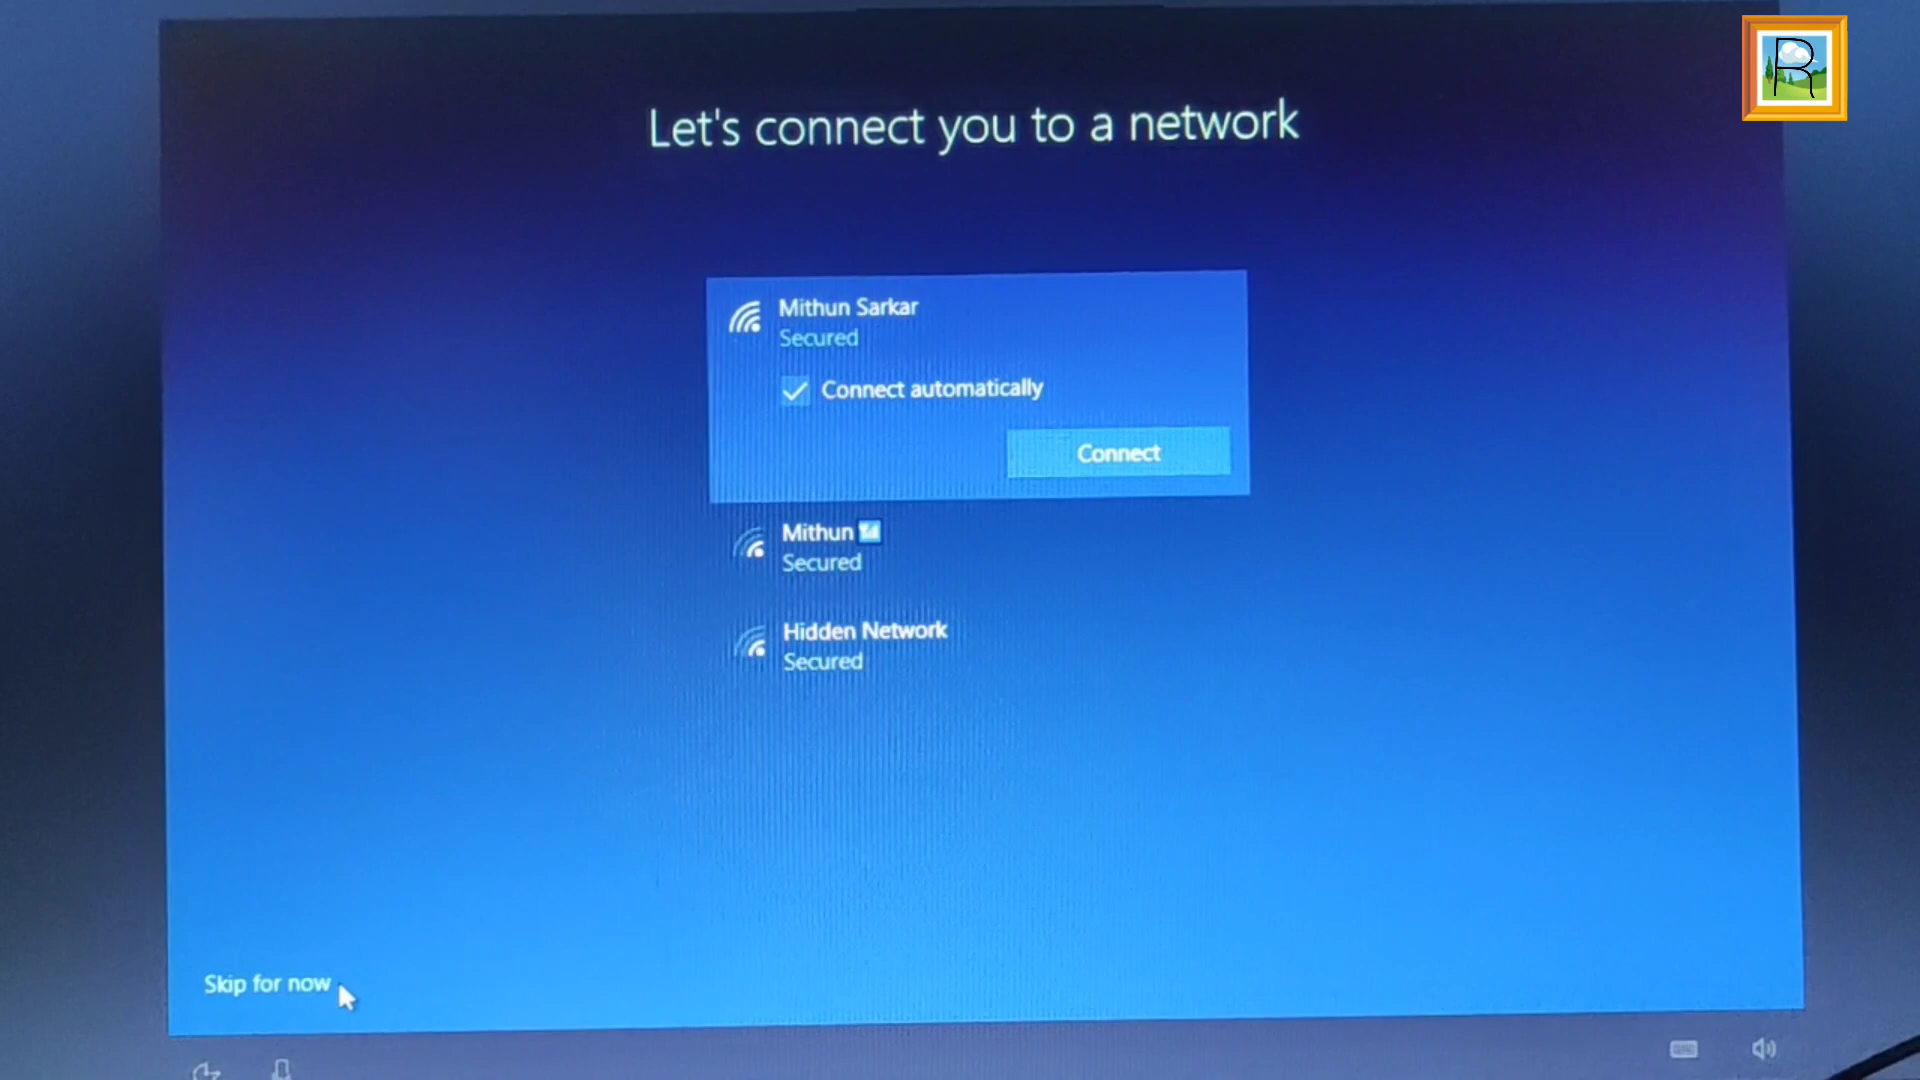 R
Let's connect you to a network
Mithun Sarkar
Secured
Connect automatically
Connect
Mithun 📶
Secured
Hidden Network
Secured
Skip for now